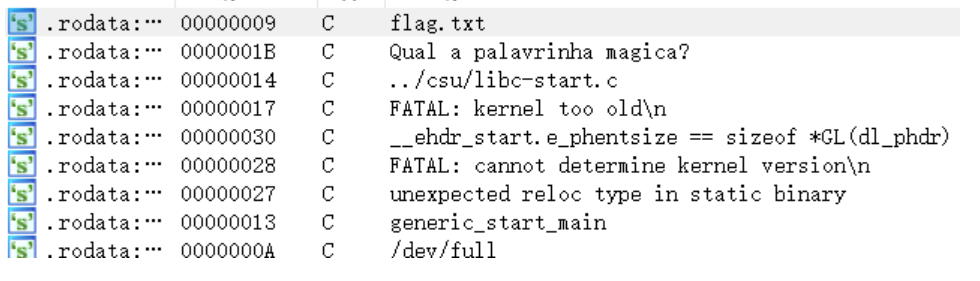 's' .rodata:… 00000009 C flag.txt
's' .rodata:… 0000001B C Qual a palavrinha magica?
's' .rodata:… 00000014 C ../csu/libc-start.c
's' .rodata:… 00000017 C FATAL: kernel too old\n
's' .rodata:… 00000030 C __ehdr_start.e_phentsize == sizeof *GL(dl_phdr)
's' .rodata:… 00000028 C FATAL: cannot determine kernel version\n
's' .rodata:… 00000027 C unexpected reloc type in static binary
's' .rodata:… 00000013 C generic_start_main
's' .rodata:… 0000000A C /dev/full